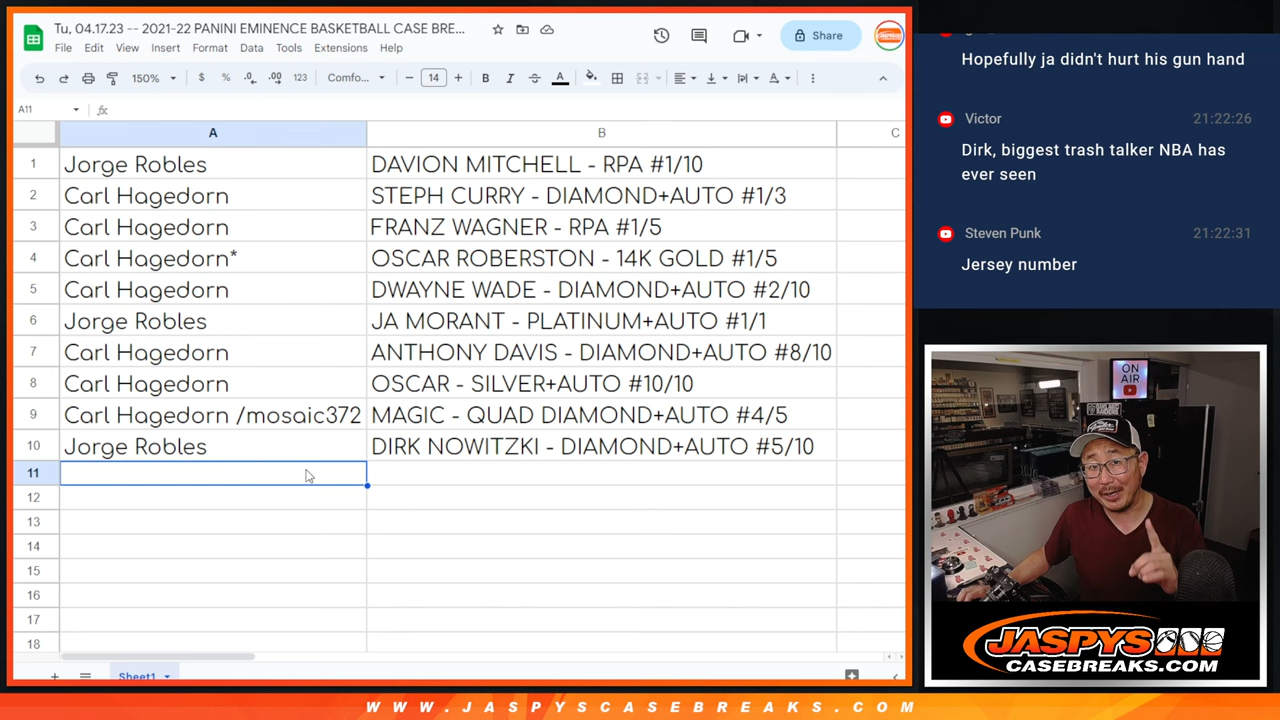 Tu, 04.17.23 -- 2021-22 PANINI EMINENCE BASKETBALL CASE BRE...
File Edit View Insert Format Data Tools Extensions Help
Share
150% $ % .0 .00 123 Comfo... 14 B I A
A11 fx
A B C
1 Jorge Robles DAVION MITCHELL - RPA #1/10
2 Carl Hagedorn STEPH CURRY - DIAMOND+AUTO #1/3
3 Carl Hagedorn FRANZ WAGNER - RPA #1/5
4 Carl Hagedorn* OSCAR ROBERSTON - 14K GOLD #1/5
5 Carl Hagedorn DWAYNE WADE - DIAMOND+AUTO #2/10
6 Jorge Robles JA MORANT - PLATINUM+AUTO #1/1
7 Carl Hagedorn ANTHONY DAVIS - DIAMOND+AUTO #8/10
8 Carl Hagedorn OSCAR - SILVER+AUTO #10/10
9 Carl Hagedorn /mosaic372 MAGIC - QUAD DIAMOND+AUTO #4/5
10 Jorge Robles DIRK NOWITZKI - DIAMOND+AUTO #5/10
11
12
13
14
15
16
17
18
Sheet1
Hopefully ja didn't hurt his gun hand
Victor 21:22:26
Dirk, biggest trash talker NBA has
ever seen
Steven Punk 21:22:31
Jersey number
ON
AIR
JASPYS
CASEBREAKS.COM
WWW.JASPYSCASEBREAKS.COM